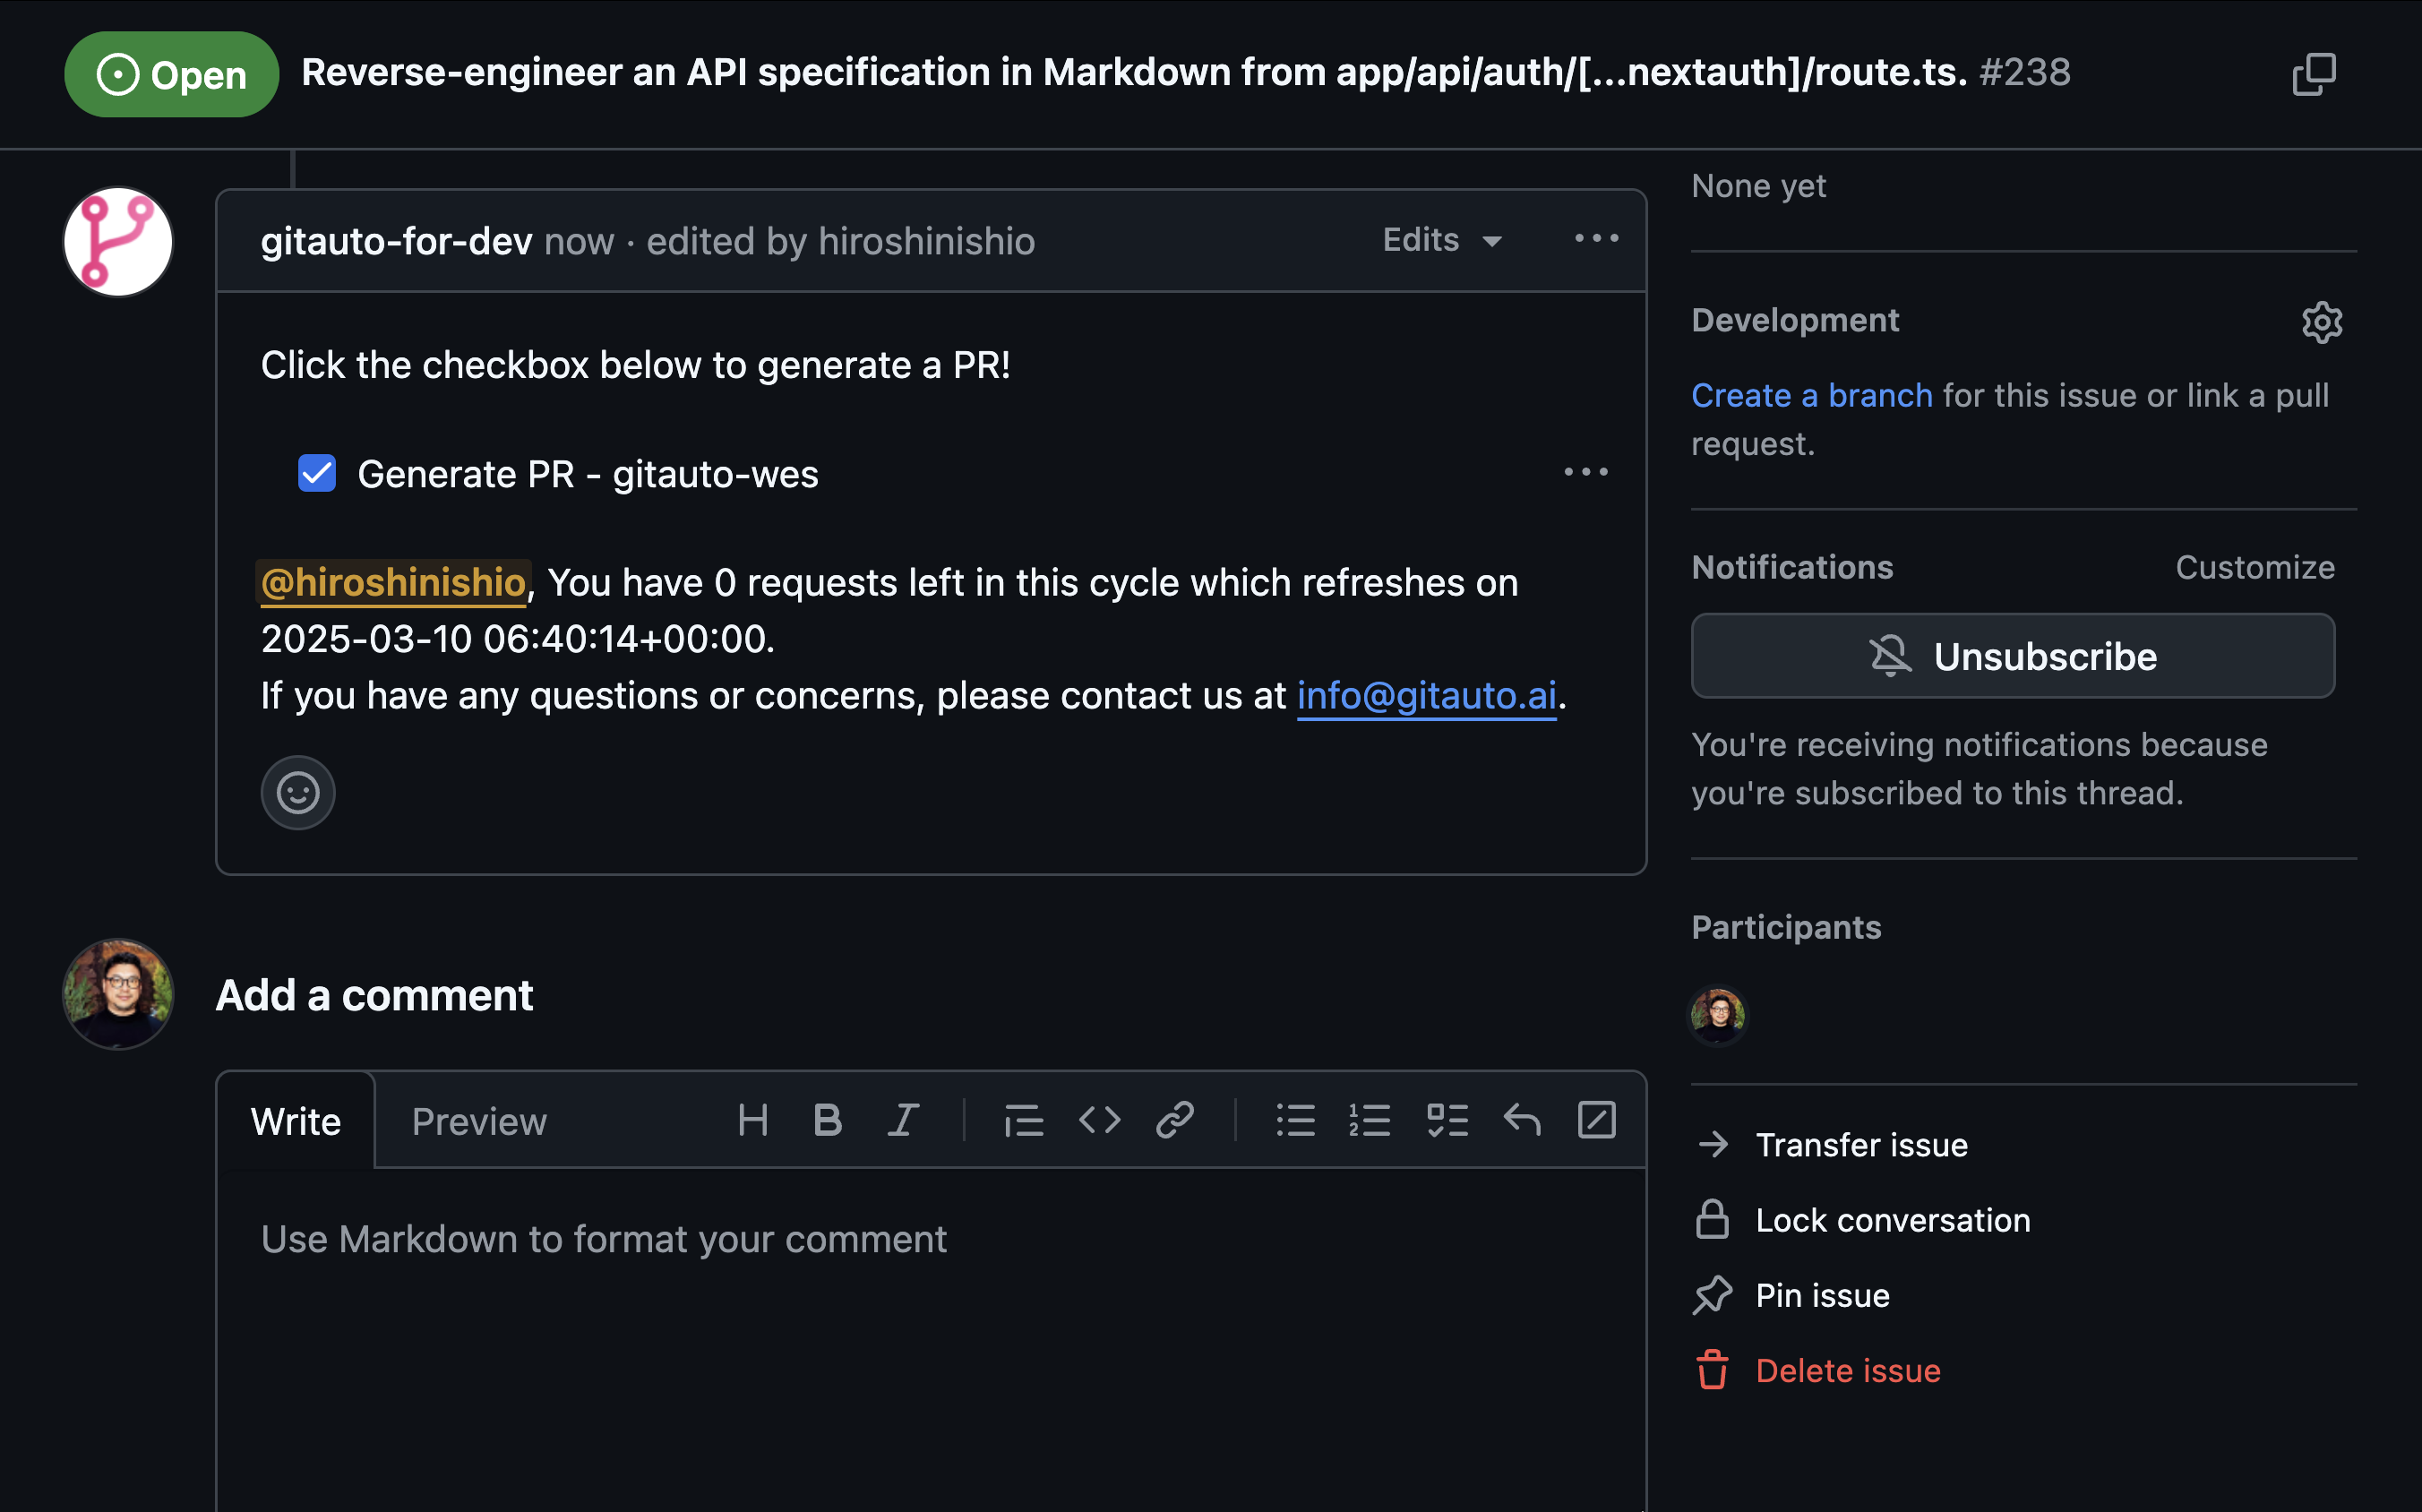 Open
Reverse-engineer an API specification in Markdown from app/api/auth/[...nextauth]/route.ts. #238
gitauto-for-dev now · edited by hiroshinishio
Edits
Click the checkbox below to generate a PR!
Generate PR - gitauto-wes
@hiroshinishio, You have 0 requests left in this cycle which refreshes on
2025-03-10 06:40:14+00:00.
If you have any questions or concerns, please contact us at info@gitauto.ai.
Add a comment
Write
Preview
Use Markdown to format your comment
None yet
Development
Create a branch for this issue or link a pull
request.
Notifications
Customize
Unsubscribe
You're receiving notifications because
you're subscribed to this thread.
Participants
Transfer issue
Lock conversation
Pin issue
Delete issue